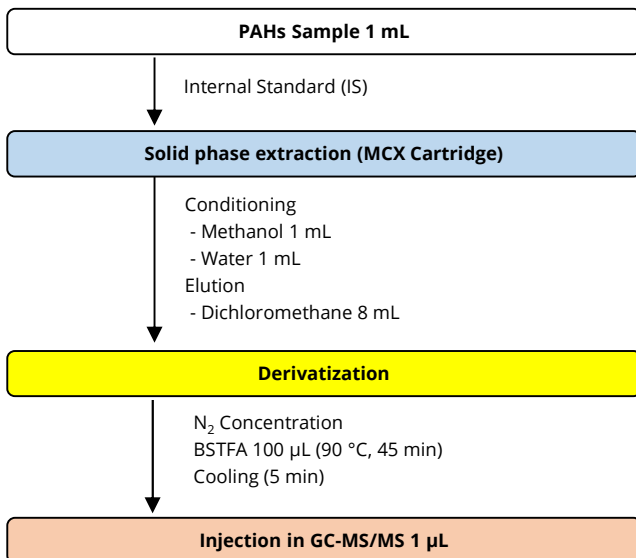 PAHs Sample 1 mL
Internal Standard (IS)
Solid phase extraction (MCX Cartridge)
Conditioning
- Methanol 1 mL
- Water 1 mL
Elution
- Dichloromethane 8 mL
Derivatization
N₂ Concentration
BSTFA 100 µL (90 °C, 45 min)
Cooling (5 min)
Injection in GC-MS/MS 1 µL